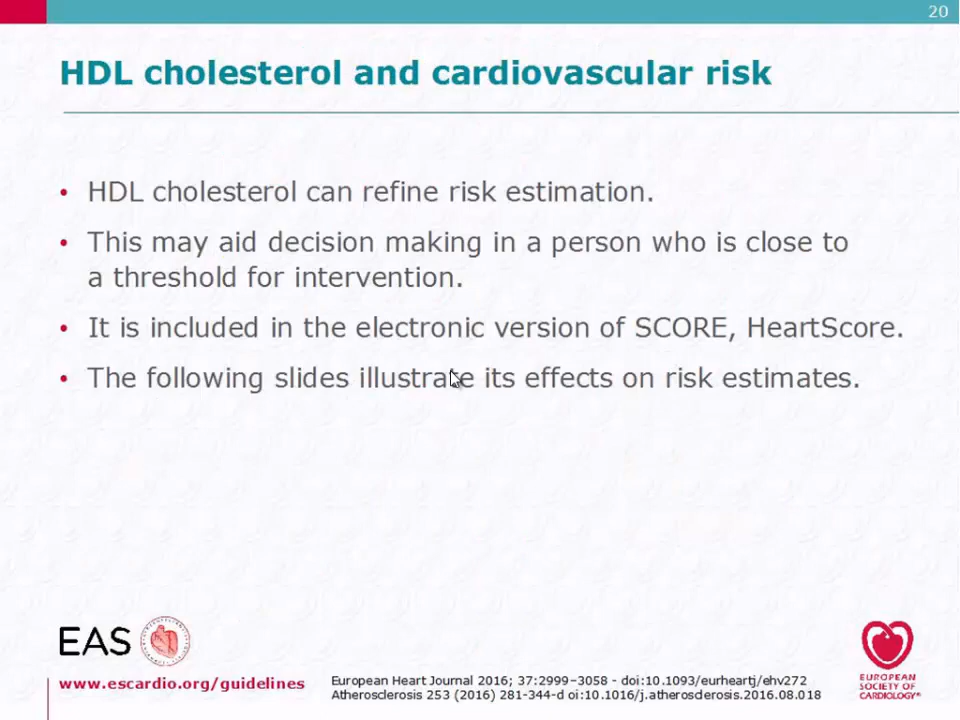 20
HDL cholesterol and cardiovascular risk
• HDL cholesterol can refine risk estimation.
• This may aid decision making in a person who is close to
a threshold for intervention.
• It is included in the electronic version of SCORE, HeartScore.
• The following slides illustrate its effects on risk estimates.
EAS
www.escardio.org/guidelines
European Heart Journal 2016; 37:2999–3058 - doi:10.1093/eurheartj/ehv272
Atherosclerosis 253 (2016) 281-344-d oi:10.1016/j.atherosclerosis.2016.08.018
EUROPEAN
SOCIETY OF
CARDIOLOGY®